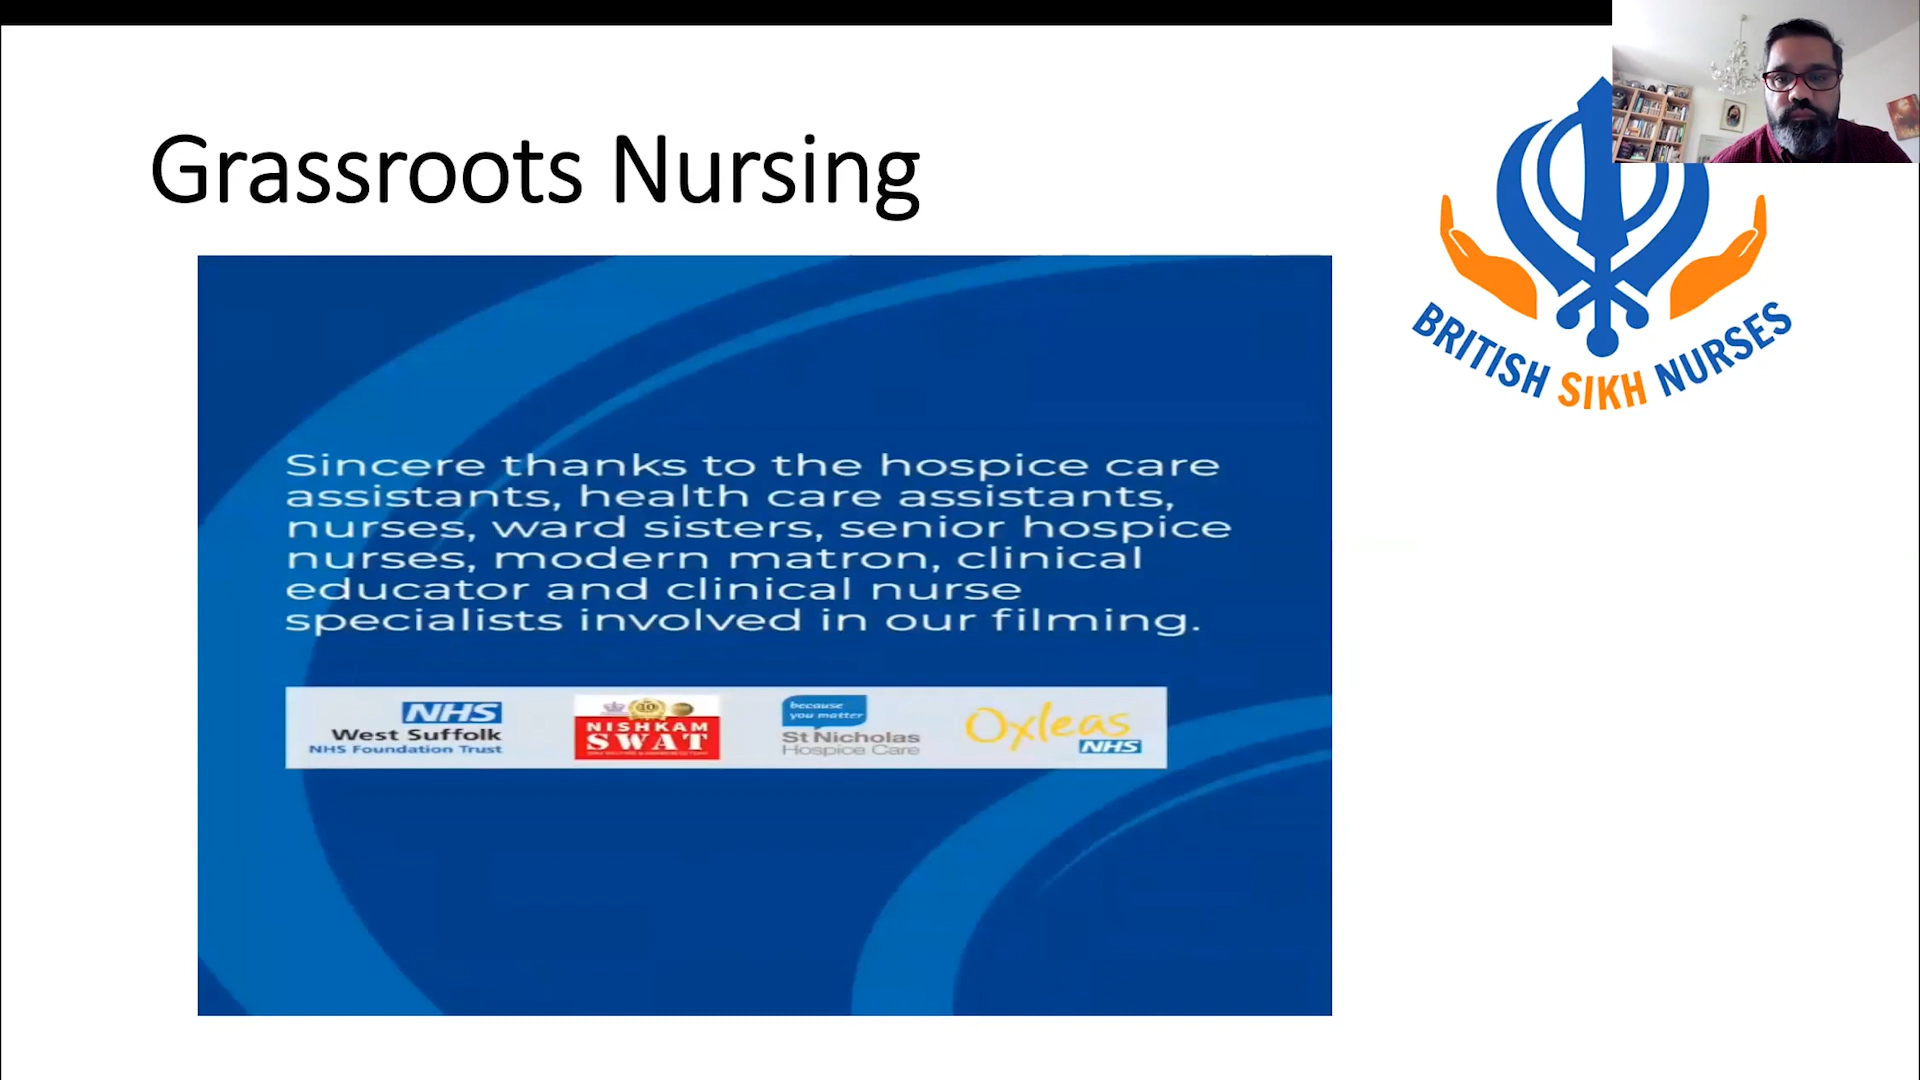 Grassroots Nursing
BRITISH SIKH NURSES
Sincere thanks to the hospice care
assistants, health care assistants,
nurses, ward sisters, senior hospice
nurses, modern matron, clinical
educator and clinical nurse
specialists involved in our filming.
NHS
West Suffolk
NHS Foundation Trust
10
NISHKAM
SWAT
because
you matter
St Nicholas
Hospice Care
Oxleas
NHS